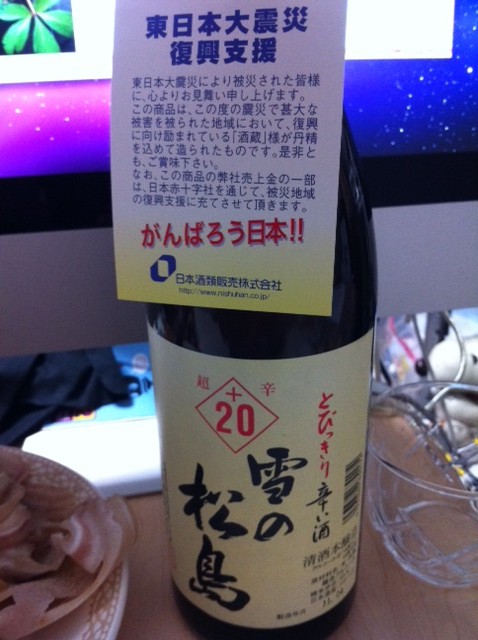 東日本大震災
復興支援
東日本大震災により被災された皆様
に、心よりお見舞い申し上げます。
この商品は、この度の震災で甚大な
被害を被られた地域において、復興
に向け励まれている「酒蔵」様が丹精
を込めて造られたものです。是非と
も、ご賞味下さい。
なお、この商品の弊社売上金の一部
は、日本赤十字社を通じて、被災地域
の復興支援に充てさせて頂きます。
がんばろう日本!!
日本酒類販売株式会社
http://www.nishuhan.co.jp/
超 辛
+
20
とびっきり辛い酒
雪の
松島
清酒本醸造
製造年月
11.04